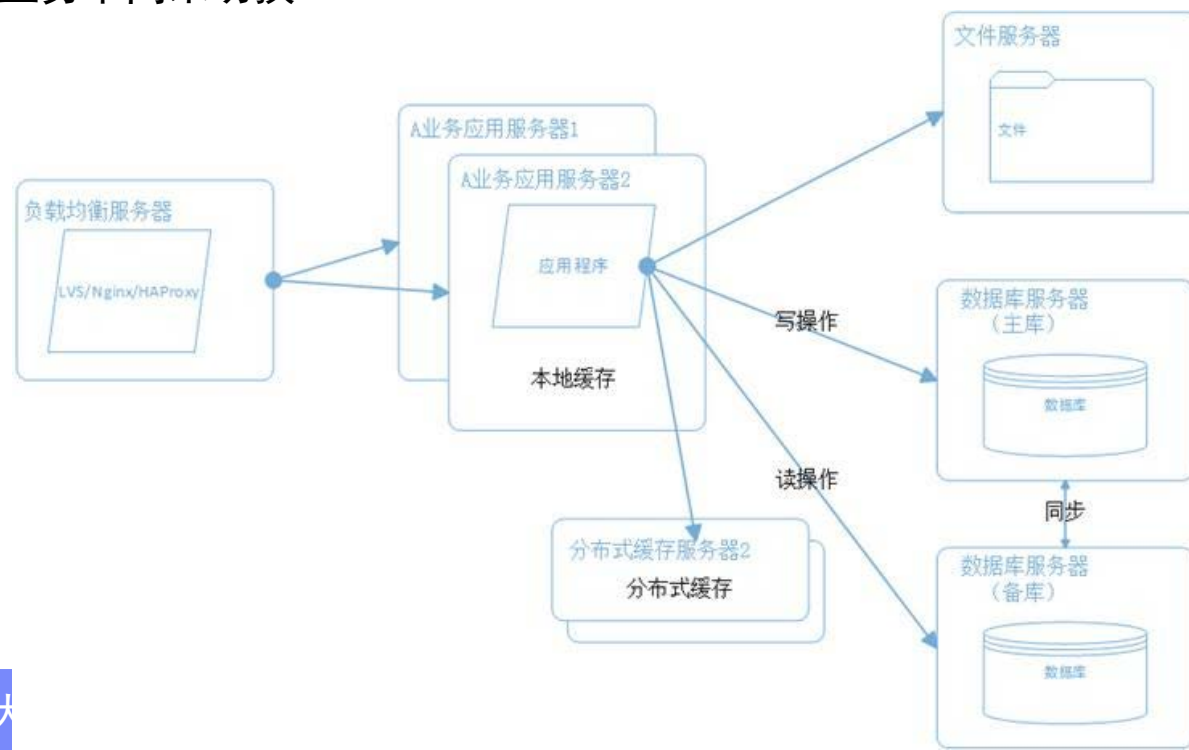 文件服务器
文件
A业务应用服务器1
A业务应用服务器2
负载均衡服务器
LVS/Nginx/HAProxy
应用程序
数据库服务器
（主库）
写操作
本地缓存
数据库
读操作
同步
分布式缓存服务器2
分布式缓存
数据库服务器
（备库）
数据库